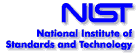 NIST
National Institute of
Standards and Technology